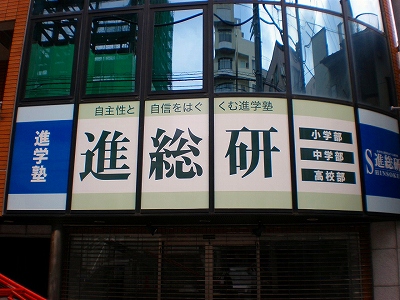 進学塾
自主性と自信をはぐくむ進学塾
進総研
小学部
中学部
高校部
S進総研